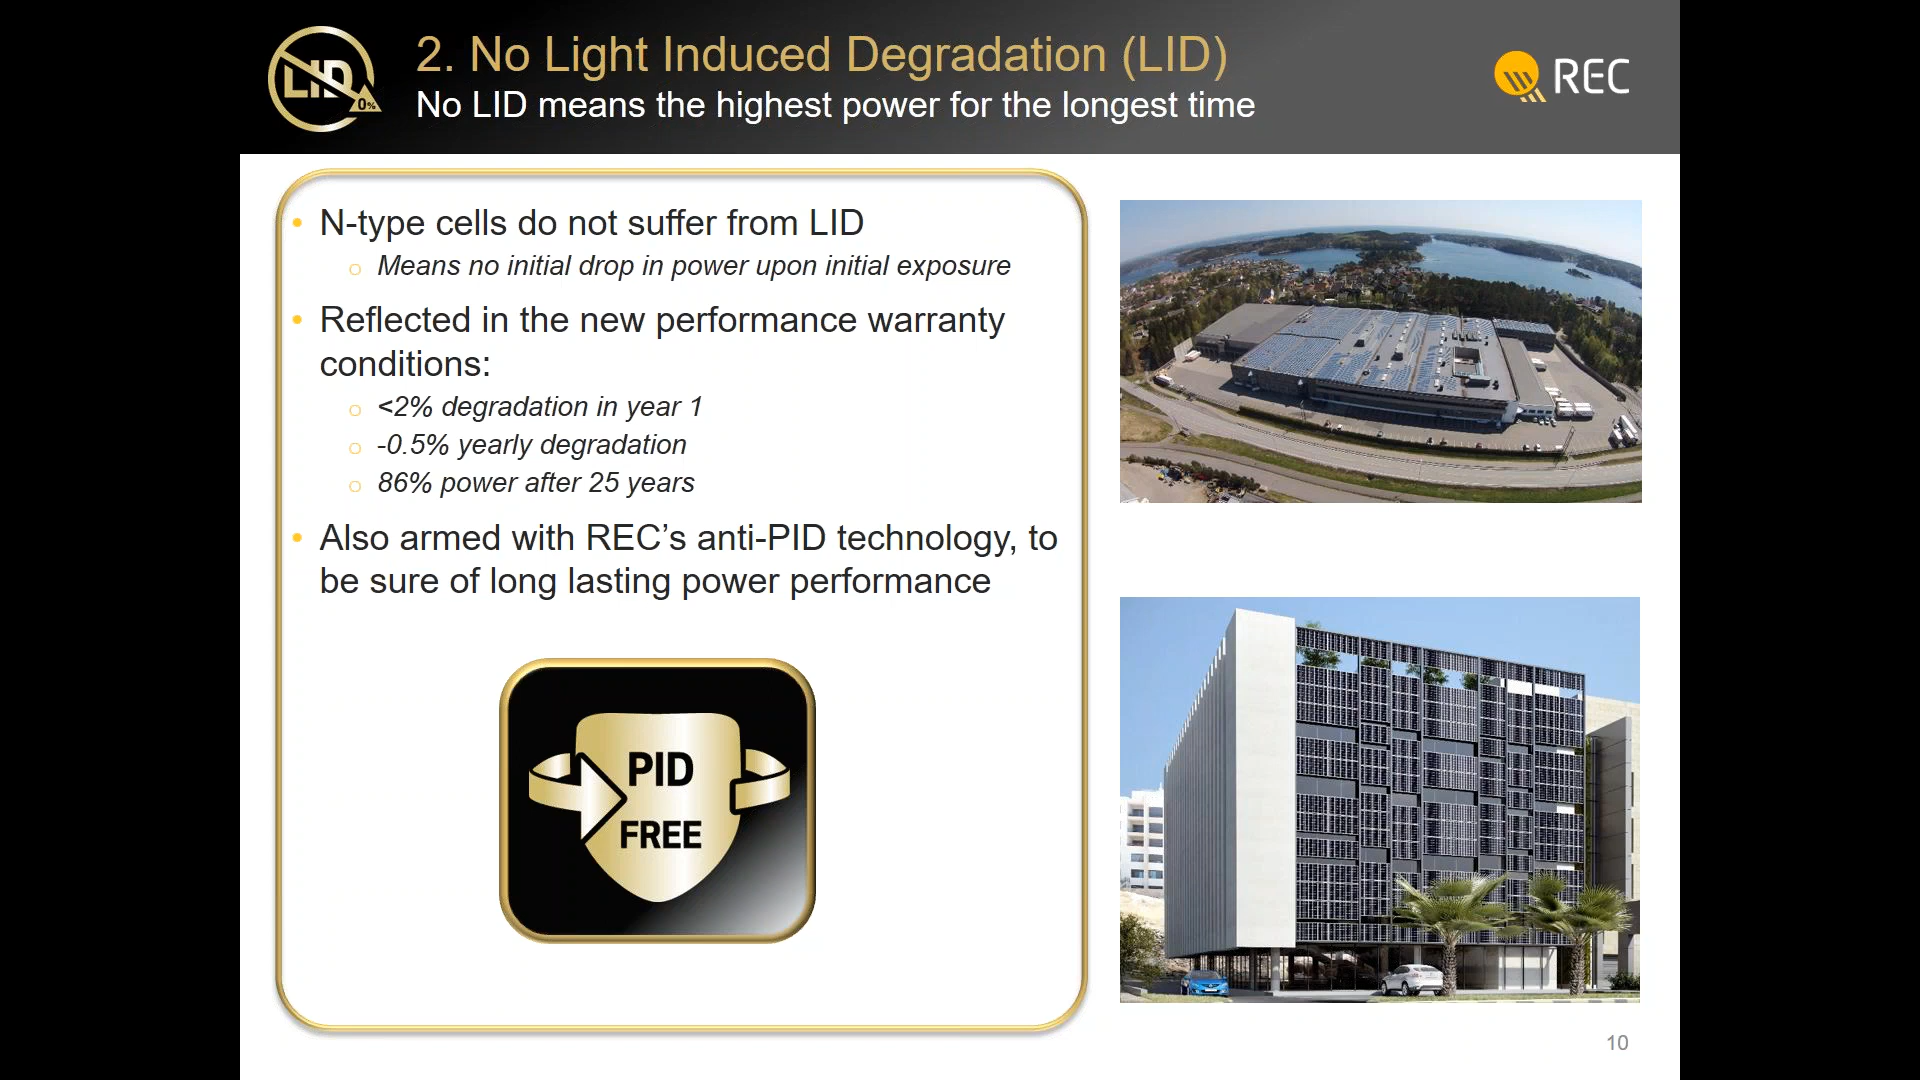 LID
0%
2. No Light Induced Degradation (LID)
No LID means the highest power for the longest time
REC
• N-type cells do not suffer from LID
o Means no initial drop in power upon initial exposure
• Reflected in the new performance warranty
conditions:
o <2% degradation in year 1
o -0.5% yearly degradation
o 86% power after 25 years
• Also armed with REC’s anti-PID technology, to
be sure of long lasting power performance
PID
FREE
10